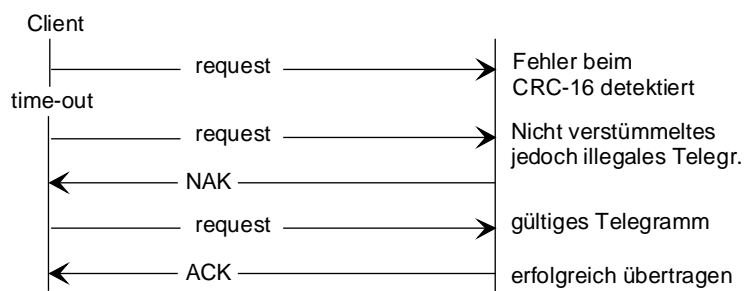 Client
request
Fehler beim
CRC-16 detektiert
time-out
request
Nicht verstümmeltes
jedoch illegales Telegr.
NAK
request
gültiges Telegramm
ACK
erfolgreich übertragen